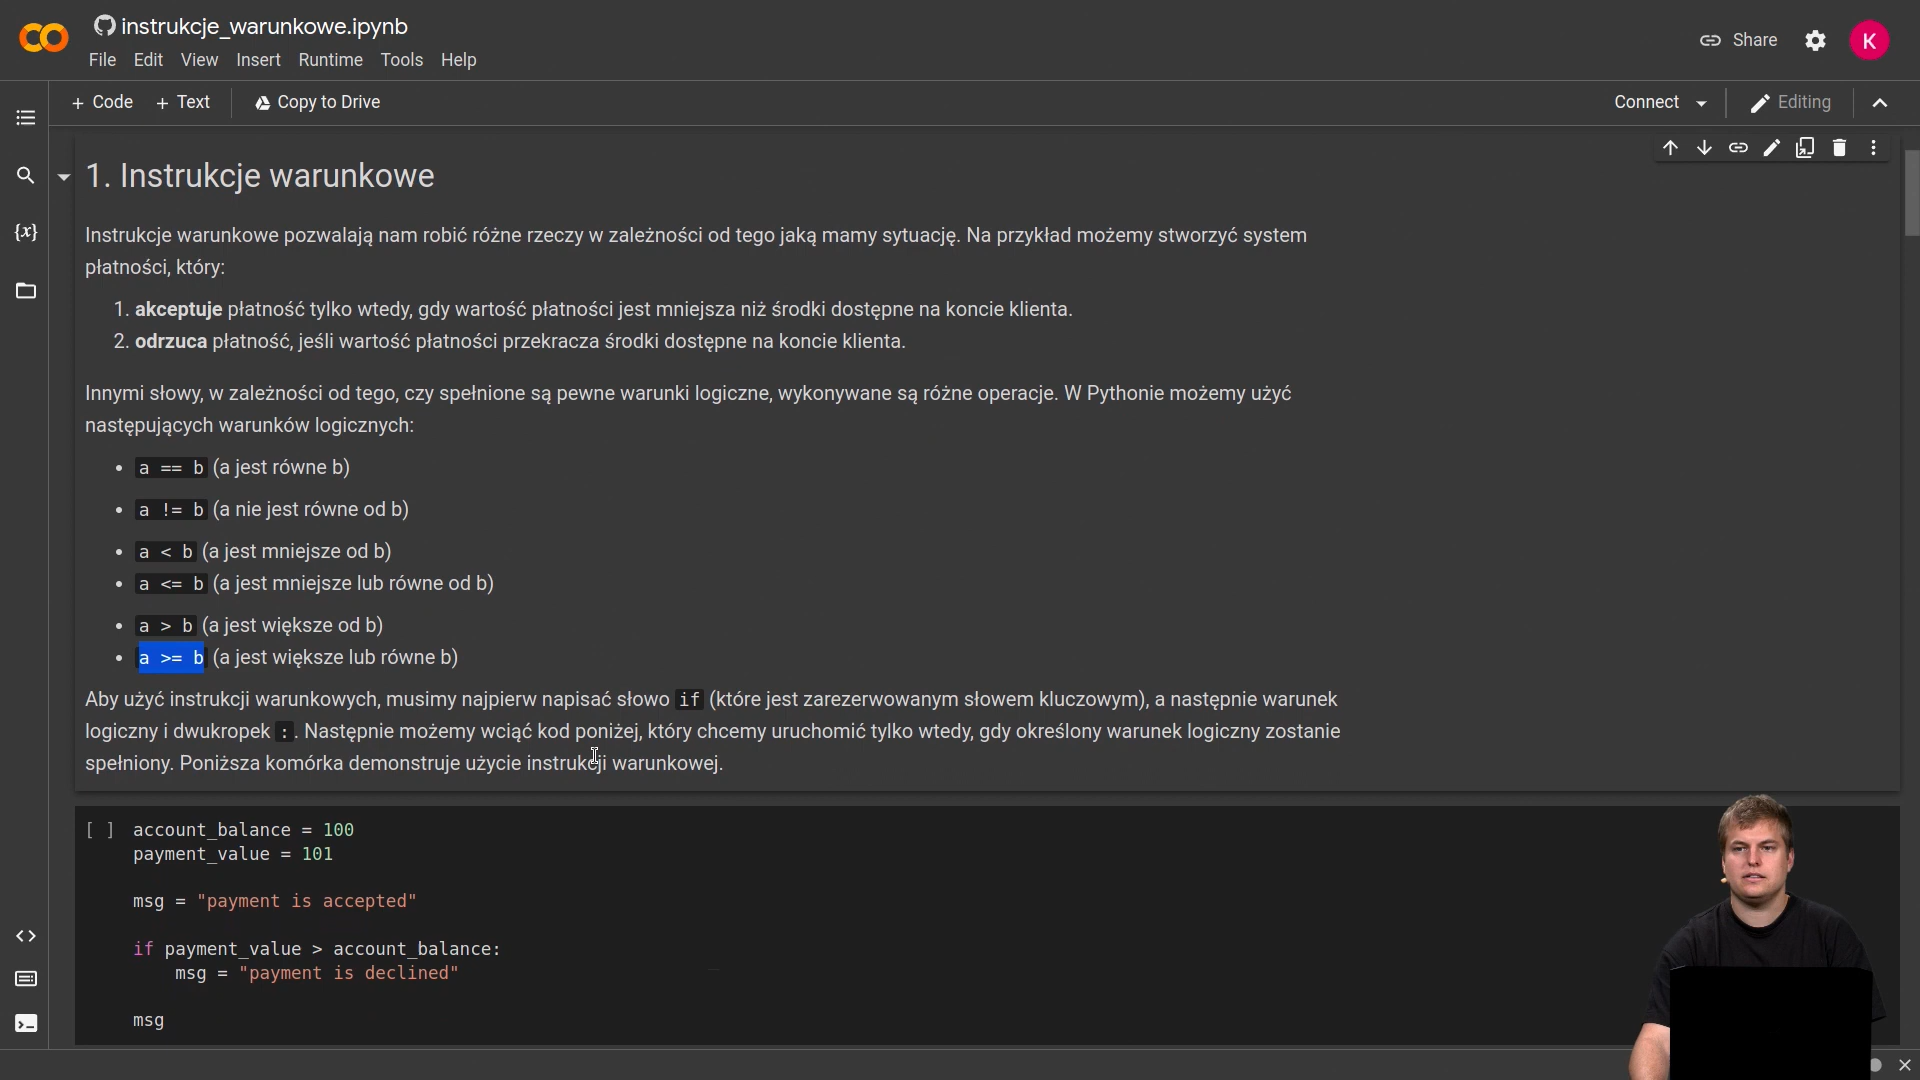 instrukcje_warunkowe.ipynb
File Edit View Insert Runtime Tools Help
Share
K
+ Code + Text Copy to Drive
Connect
Editing
{x}
1. Instrukcje warunkowe
Instrukcje warunkowe pozwalają nam robić różne rzeczy w zależności od tego jaką mamy sytuację. Na przykład możemy stworzyć system
płatności, który:
1. akceptuje płatność tylko wtedy, gdy wartość płatności jest mniejsza niż środki dostępne na koncie klienta.
2. odrzuca płatność, jeśli wartość płatności przekracza środki dostępne na koncie klienta.
Innymi słowy, w zależności od tego, czy spełnione są pewne warunki logiczne, wykonywane są różne operacje. W Pythonie możemy użyć
następujących warunków logicznych:
• a == b (a jest równe b)
• a != b (a nie jest równe od b)
• a < b (a jest mniejsze od b)
• a <= b (a jest mniejsze lub równe od b)
• a > b (a jest większe od b)
• a >= b (a jest większe lub równe b)
Aby użyć instrukcji warunkowych, musimy najpierw napisać słowo if (które jest zarezerwowanym słowem kluczowym), a następnie warunek
logiczny i dwukropek :. Następnie możemy wciąć kod poniżej, który chcemy uruchomić tylko wtedy, gdy określony warunek logiczny zostanie
spełniony. Poniższa komórka demonstruje użycie instrukcji warunkowej.
[ ] account_balance = 100
payment_value = 101
msg = "payment is accepted"
if payment_value > account_balance:
    msg = "payment is declined"
msg